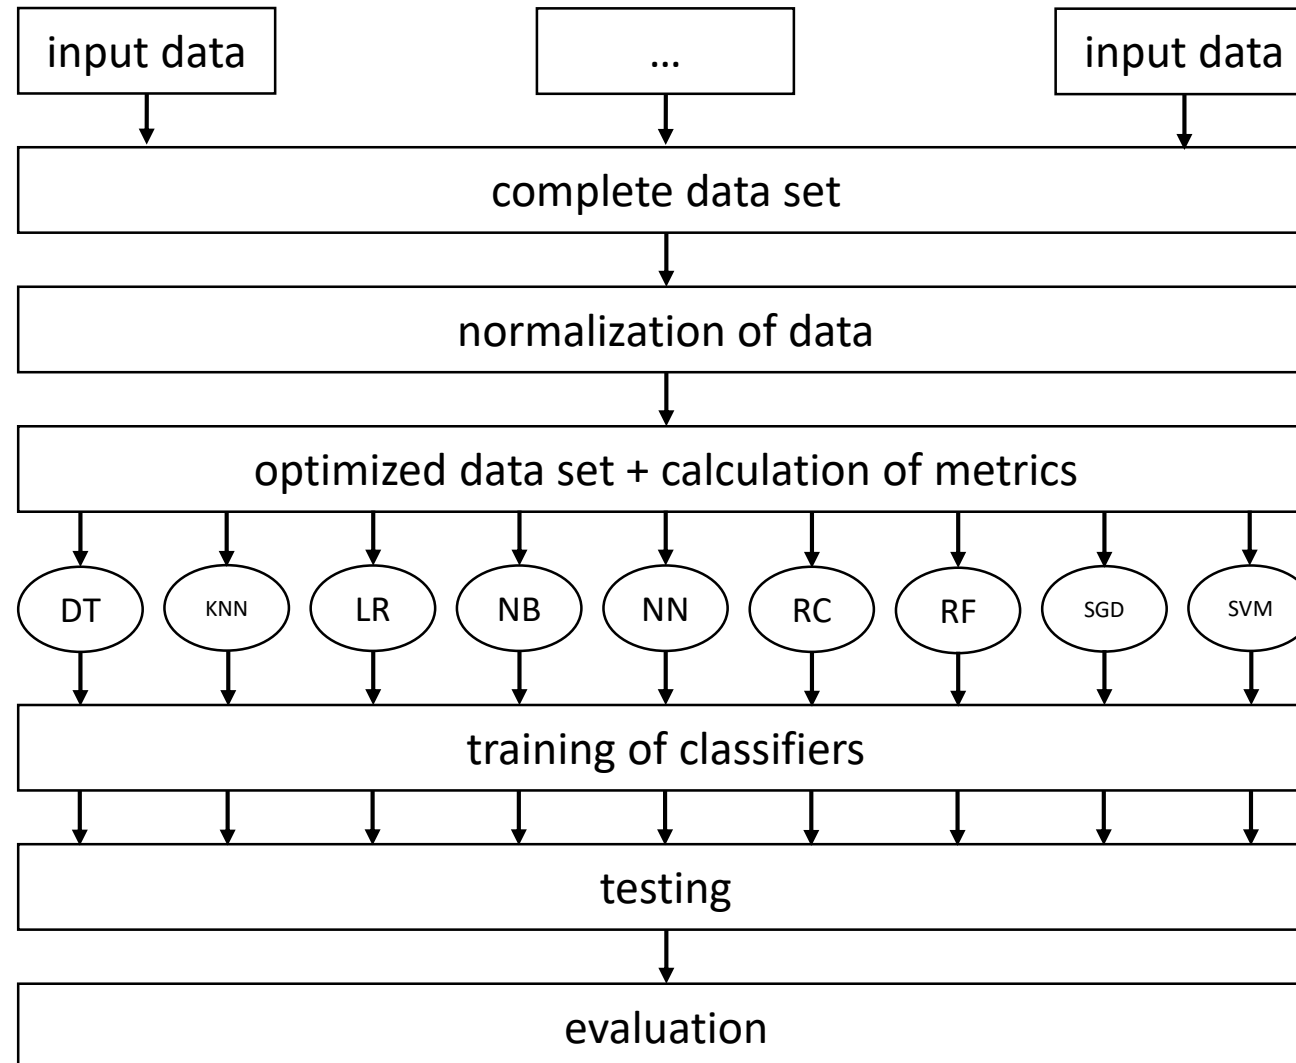 input data
...
input data
complete data set
normalization of data
optimized data set + calculation of metrics
DT
KNN
LR
NB
NN
RC
RF
SGD
SVM
training of classifiers
testing
evaluation